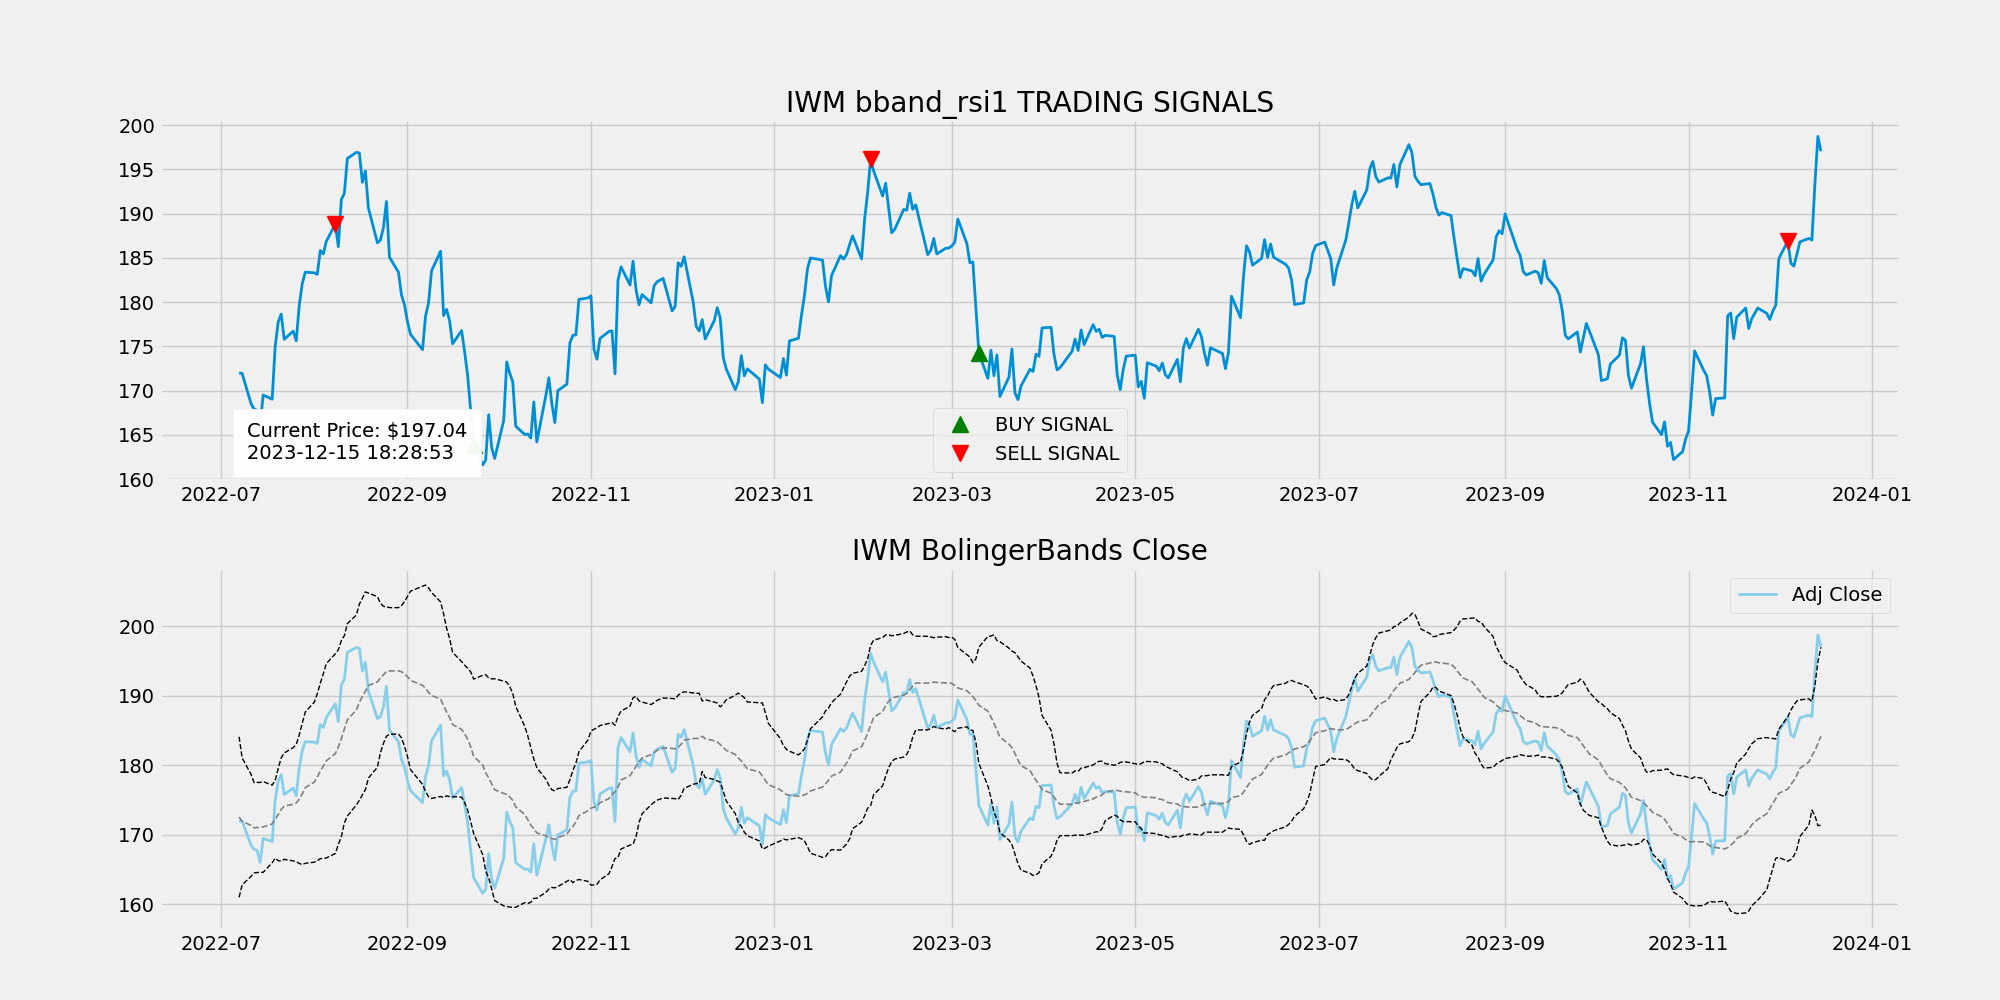 IWM bband_rsi1 TRADING SIGNALS
200
195
190
185
180
175
170
165
160
Current Price: $197.04
2023-12-15 18:28:53
BUY SIGNAL
SELL SIGNAL
2022-07 2022-09 2022-11 2023-01 2023-03 2023-05 2023-07 2023-09 2023-11 2024-01
IWM BolingerBands Close
Adj Close
200
190
180
170
160
2022-07 2022-09 2022-11 2023-01 2023-03 2023-05 2023-07 2023-09 2023-11 2024-01